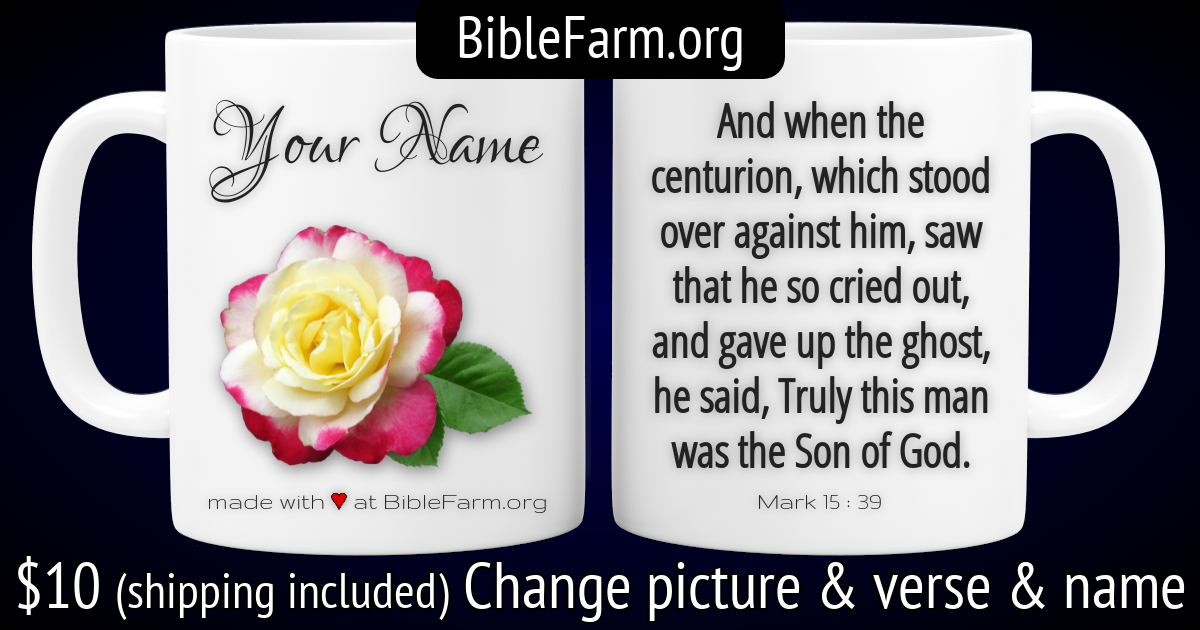 BibleFarm.org
Your Name
made with ♥ at BibleFarm.org
And when the
centurion, which stood
over against him, saw
that he so cried out,
and gave up the ghost,
he said, Truly this man
was the Son of God.
Mark 15 : 39
$10 (shipping included) Change picture & verse & name